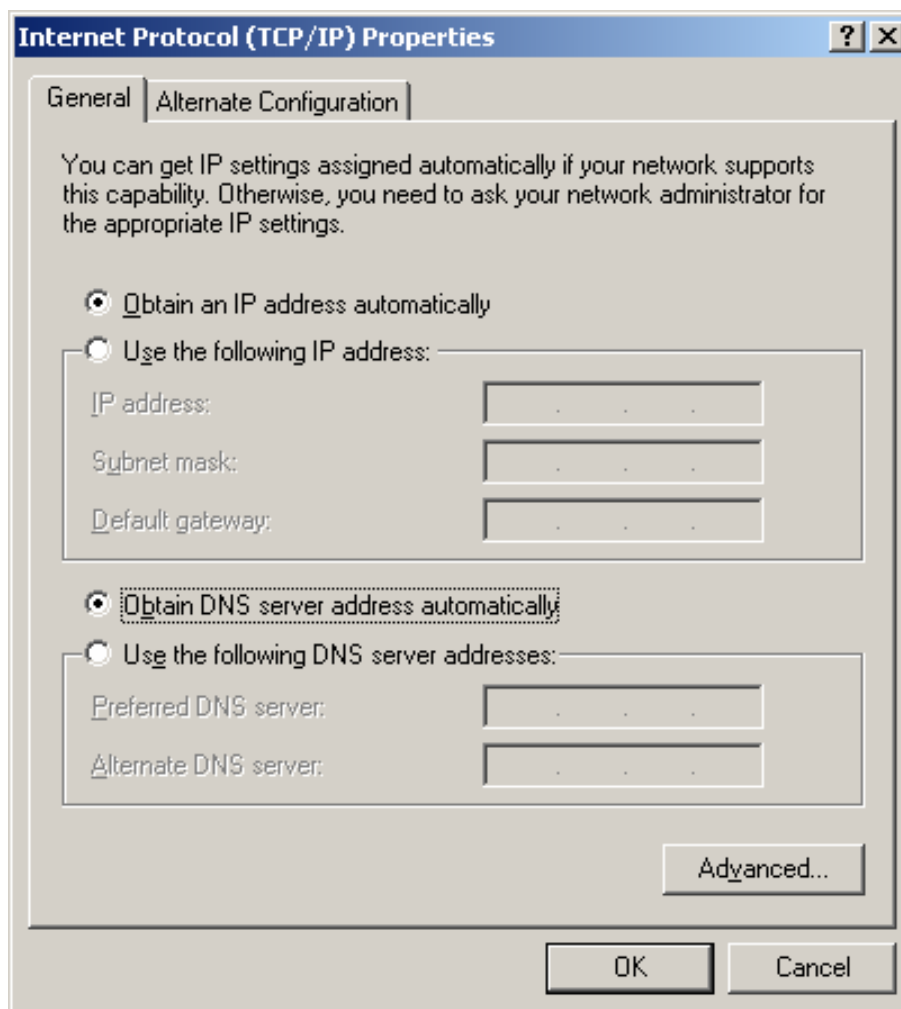 Internet Protocol (TCP/IP) Properties
General
Alternate Configuration
You can get IP settings assigned automatically if your network supports
this capability. Otherwise, you need to ask your network administrator for
the appropriate IP settings.
Obtain an IP address automatically
Use the following IP address:
IP address:
Subnet mask:
Default gateway:
Obtain DNS server address automatically
Use the following DNS server addresses:
Preferred DNS server:
Alternate DNS server:
Advanced...
OK
Cancel